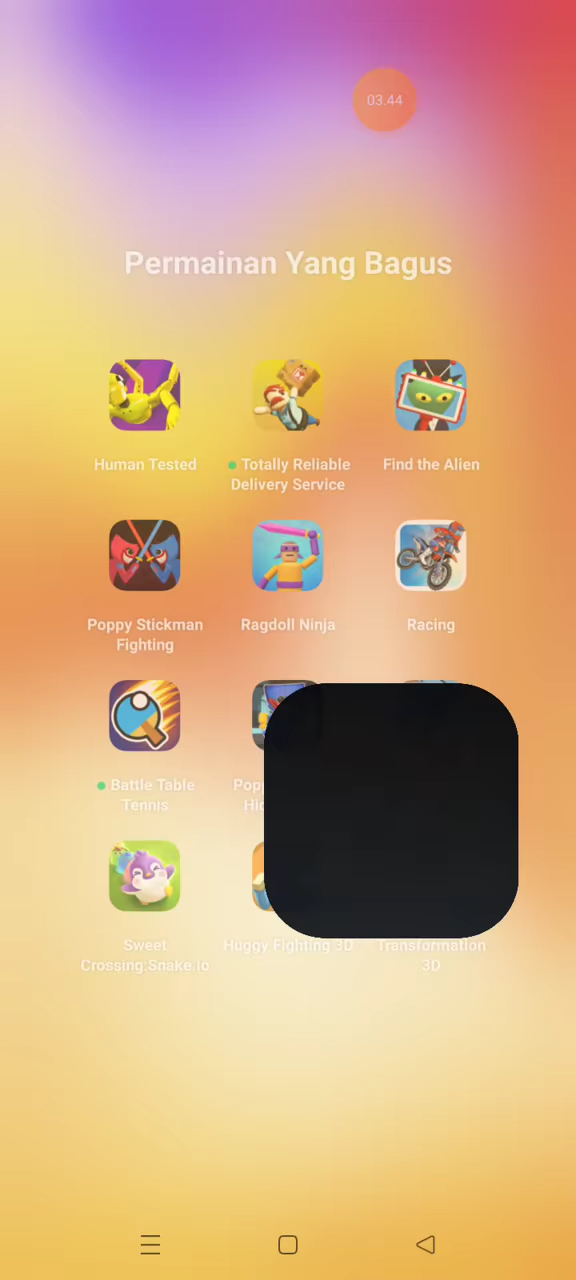 03.44
Permainan Yang Bagus
Human Tested
Totally Reliable
Delivery Service
Find the Alien
Poppy Stickman
Fighting
Ragdoll Ninja
Racing
Battle Table
Tennis
Sweet
Crossing:Snake.io
Huggy Fighting 3D
Transformation
3D